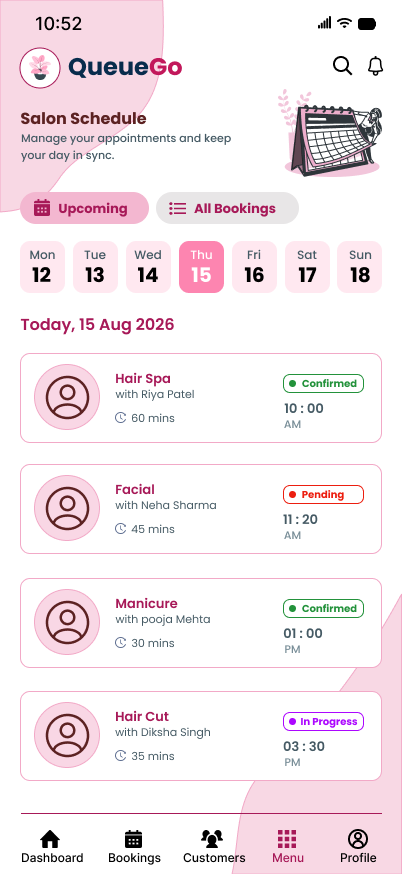 10:52
QueueGo
Salon Schedule
Manage your appointments and keep
your day in sync.
Upcoming
All Bookings
Mon Tue Wed Thu Fri Sat Sun
12 13 14 15 16 17 18
Today, 15 Aug 2026
Hair Spa
with Riya Patel
60 mins
Confirmed
10 : 00
AM
Facial
with Neha Sharma
45 mins
Pending
11 : 20
AM
Manicure
with pooja Mehta
30 mins
Confirmed
01 : 00
PM
Hair Cut
with Diksha Singh
35 mins
In Progress
03 : 30
PM
Dashboard Bookings Customers Menu Profile